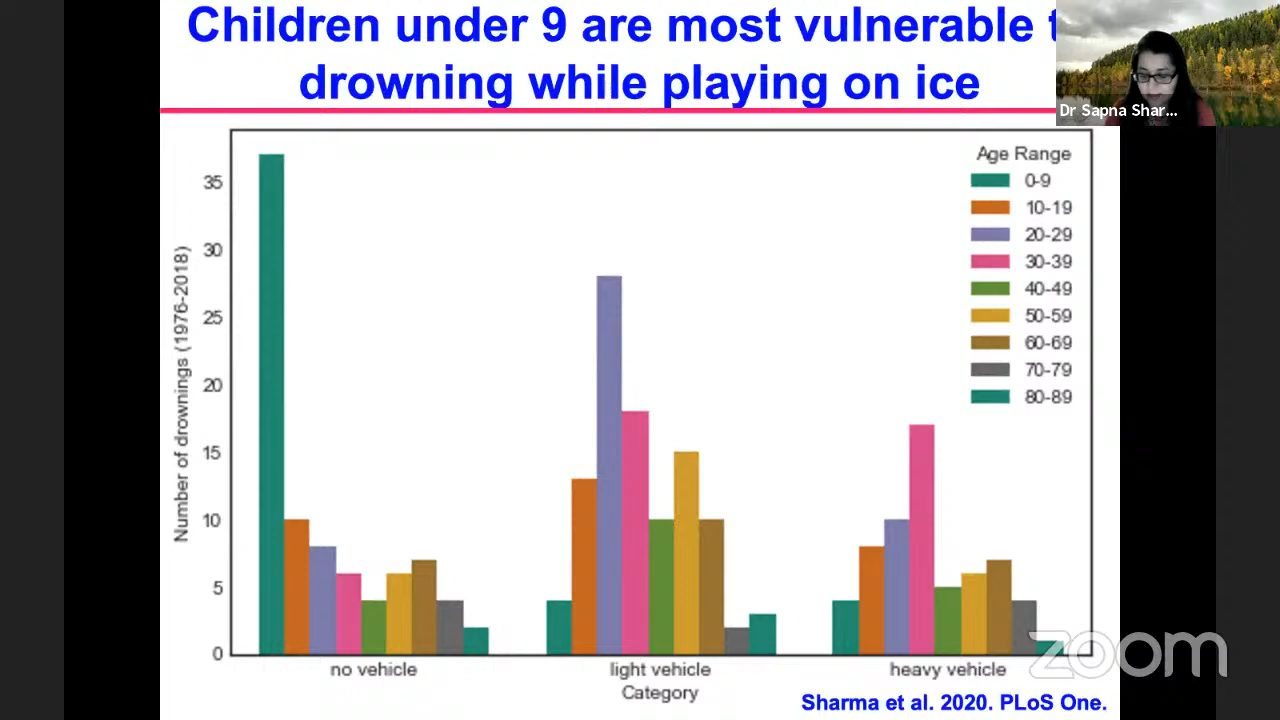 Children under 9 are most vulnerable
drowning while playing on ice
Dr Sapna Shar...
Age Range
0-9
10-19
20-29
30-39
40-49
50-59
60-69
70-79
80-89
Number of drownings (1976-2018)
35
30
25
20
15
10
5
0
no vehicle
light vehicle
heavy vehicle
Category
Sharma et al. 2020. PLoS One.
zoom